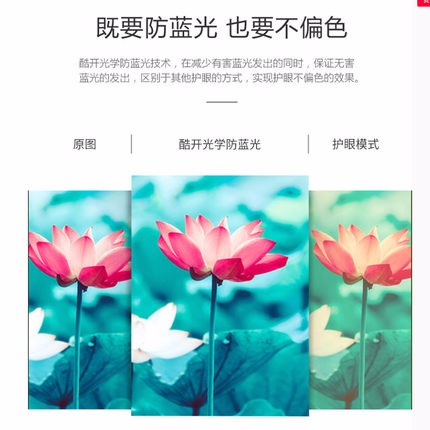 既要防蓝光 也要不偏色
酷开光学防蓝光技术，在减少有害蓝光发出的同时，保证无害
蓝光的发出，区别于其他护眼的方式，实现护眼不偏色的效果。
原图
酷开光学防蓝光
护眼模式